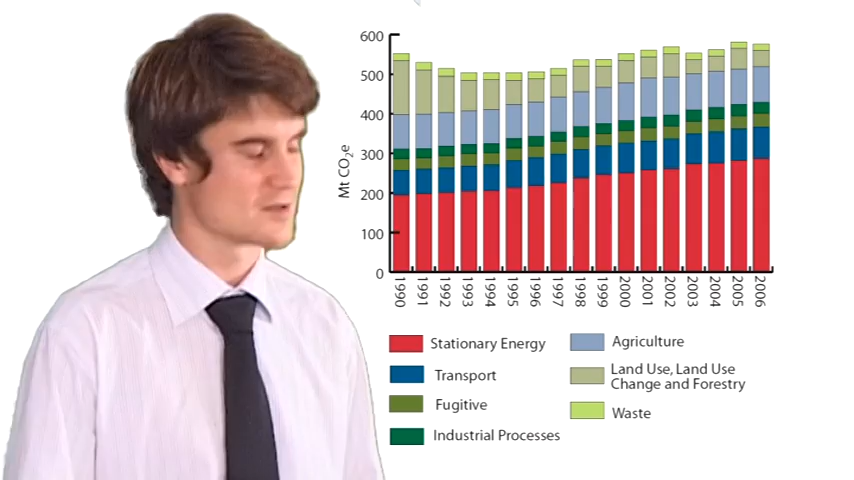 600
500
400
300
200
100
0
Mt CO₂e
1990 1991 1992 1993 1994 1995 1996 1997 1998 1999 2000 2001 2002 2003 2004 2005 2006
Stationary Energy
Transport
Fugitive
Industrial Processes
Agriculture
Land Use, Land Use
Change and Forestry
Waste